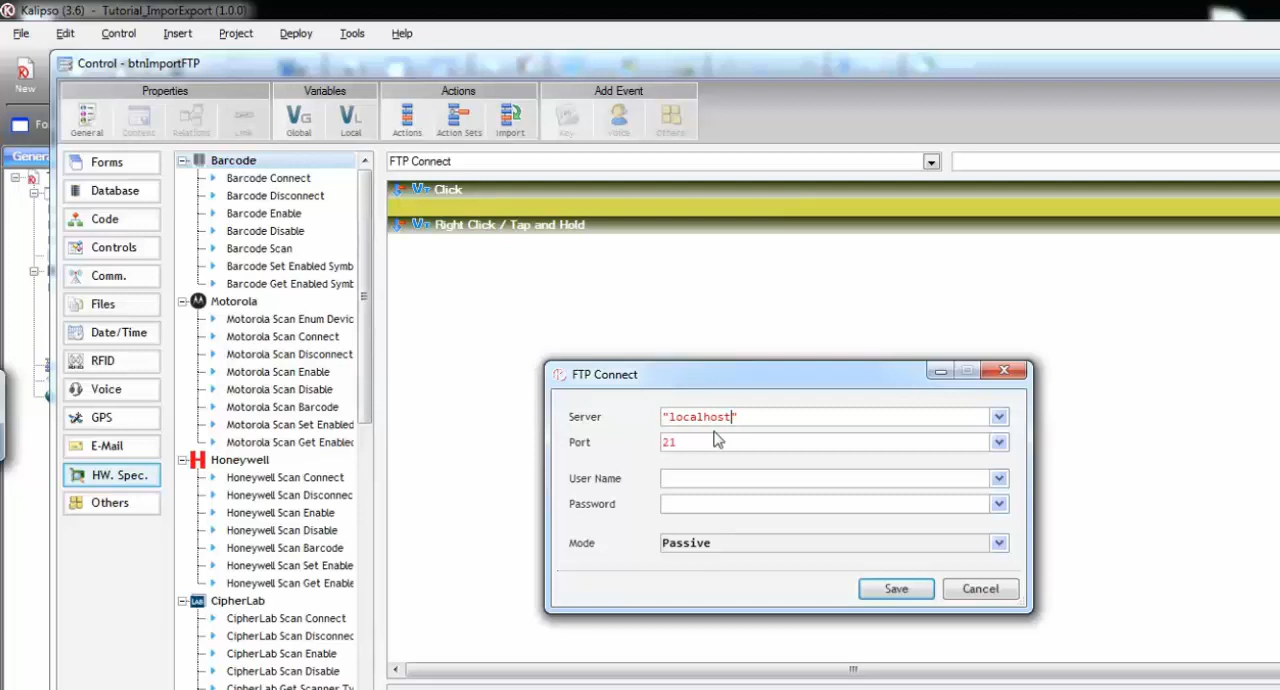 Kalipso (3.6) - Tutorial_ImporExport (1.0.0)
File Edit Control Insert Project Deploy Tools Help
Control - btnImportFTP
New
Properties Variables Actions Add Event
General Content Relations Link Global Local Actions Action Sets Import Key Voice Others
Fo
Genera
Forms
Database
Code
Controls
Comm.
Files
Date/Time
RFID
Voice
GPS
E-Mail
HW. Spec.
Others
Barcode
Barcode Connect
Barcode Disconnect
Barcode Enable
Barcode Disable
Barcode Scan
Barcode Set Enabled Symb
Barcode Get Enabled Symb
Motorola
Motorola Scan Enum Devic
Motorola Scan Connect
Motorola Scan Disconnect
Motorola Scan Enable
Motorola Scan Disable
Motorola Scan Barcode
Motorola Scan Set Enabled
Motorola Scan Get Enabled
Honeywell
Honeywell Scan Connect
Honeywell Scan Disconnec
Honeywell Scan Enable
Honeywell Scan Disable
Honeywell Scan Barcode
Honeywell Scan Set Enable
Honeywell Scan Get Enable
CipherLab
CipherLab Scan Connect
CipherLab Scan Disconnec
CipherLab Scan Enable
CipherLab Scan Disable
CipherLab Get Scanner Ty
FTP Connect
Click
Right Click / Tap and Hold
FTP Connect
Server "localhost"
Port 21
User Name
Password
Mode Passive
Save Cancel